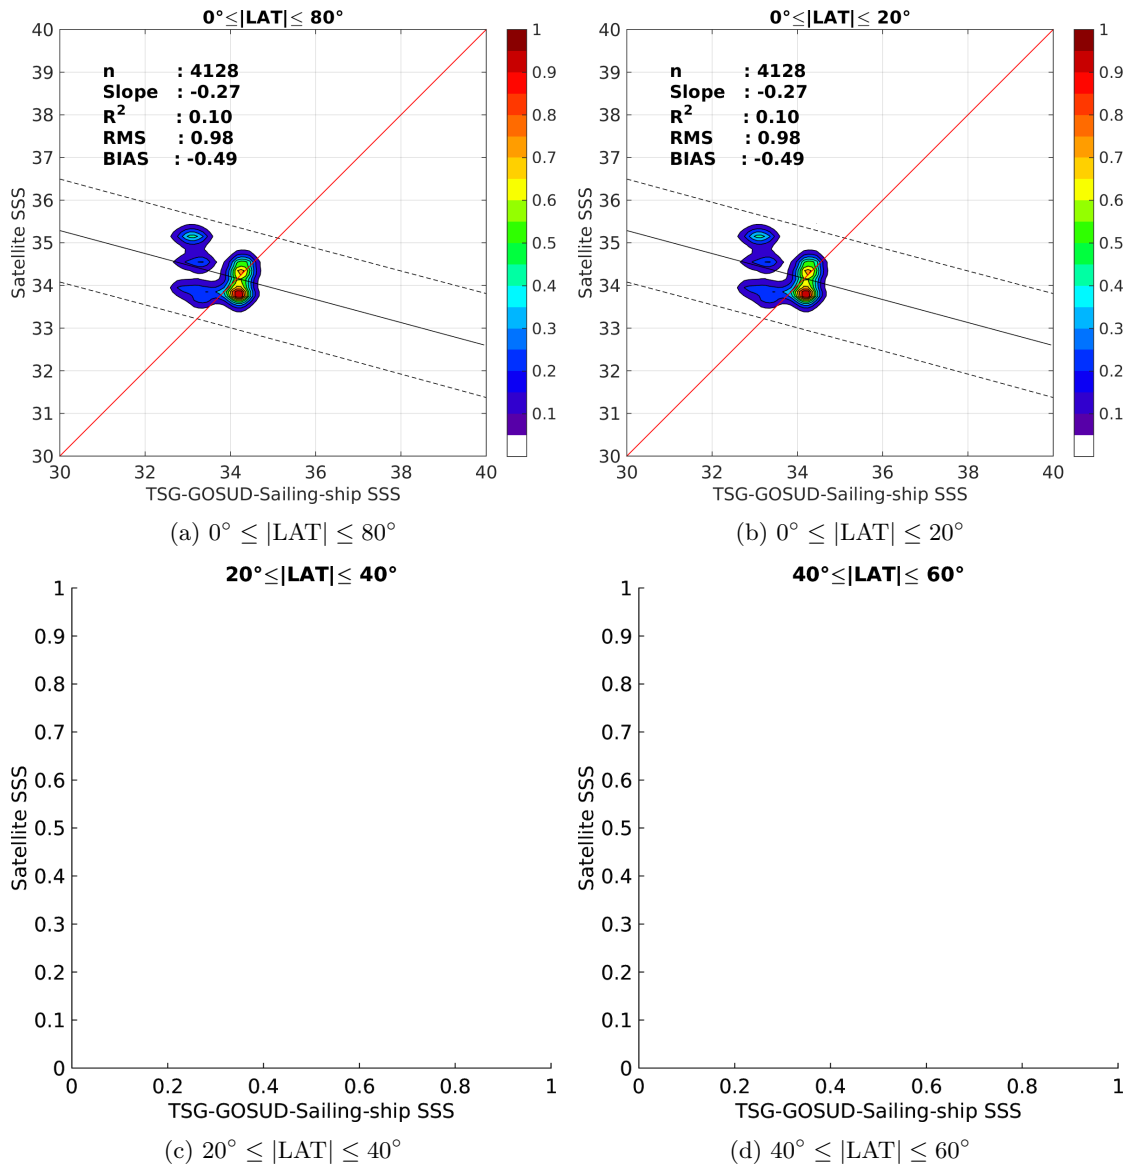 0°≤|LAT|≤ 80°
40
39
38
37
36
35
34
33
32
31
30
30 32 34 36 38 40
n : 4128
Slope : -0.27
R² : 0.10
RMS : 0.98
BIAS : -0.49
Satellite SSS
TSG-GOSUD-Sailing-ship SSS
1
0.9
0.8
0.7
0.6
0.5
0.4
0.3
0.2
0.1
(a) 0° ≤ |LAT| ≤ 80°
0°≤|LAT|≤ 20°
40
39
38
37
36
35
34
33
32
31
30
30 32 34 36 38 40
n : 4128
Slope : -0.27
R² : 0.10
RMS : 0.98
BIAS : -0.49
Satellite SSS
TSG-GOSUD-Sailing-ship SSS
1
0.9
0.8
0.7
0.6
0.5
0.4
0.3
0.2
0.1
(b) 0° ≤ |LAT| ≤ 20°
20°≤|LAT|≤ 40°
1
0.9
0.8
0.7
0.6
0.5
0.4
0.3
0.2
0.1
0
0 0.2 0.4 0.6 0.8 1
Satellite SSS
TSG-GOSUD-Sailing-ship SSS
(c) 20° ≤ |LAT| ≤ 40°
40°≤|LAT|≤ 60°
1
0.9
0.8
0.7
0.6
0.5
0.4
0.3
0.2
0.1
0
0 0.2 0.4 0.6 0.8 1
Satellite SSS
TSG-GOSUD-Sailing-ship SSS
(d) 40° ≤ |LAT| ≤ 60°